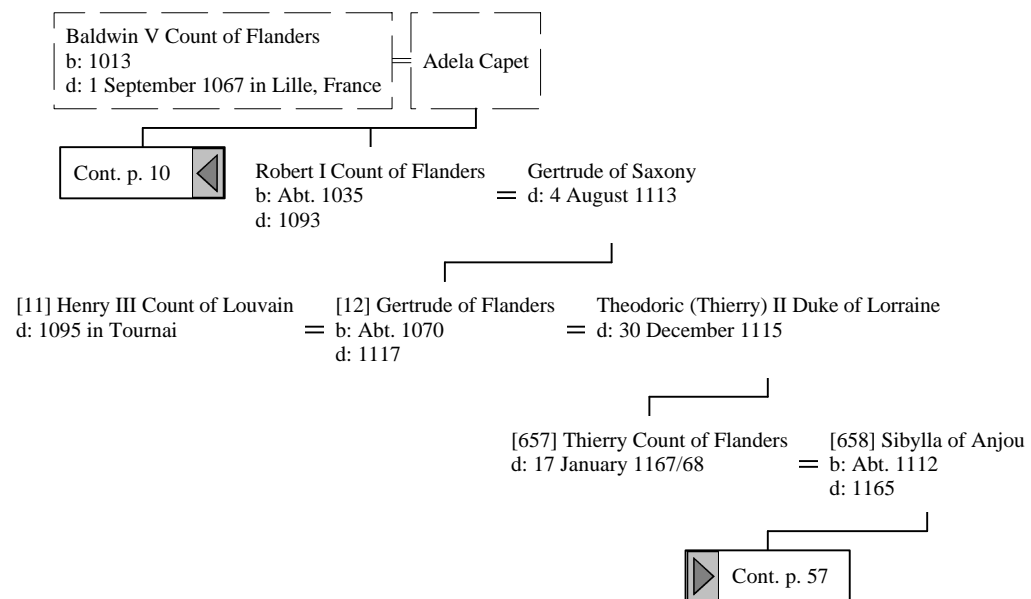 Baldwin V Count of Flanders
b: 1013
d: 1 September 1067 in Lille, France
=
Adela Capet
Cont. p. 10
Robert I Count of Flanders
b: Abt. 1035
d: 1093
=
Gertrude of Saxony
d: 4 August 1113
[11] Henry III Count of Louvain
d: 1095 in Tournai
=
[12] Gertrude of Flanders
b: Abt. 1070
d: 1117
=
Theodoric (Thierry) II Duke of Lorraine
d: 30 December 1115
[657] Thierry Count of Flanders
d: 17 January 1167/68
=
[658] Sibylla of Anjou
b: Abt. 1112
d: 1165
Cont. p. 57